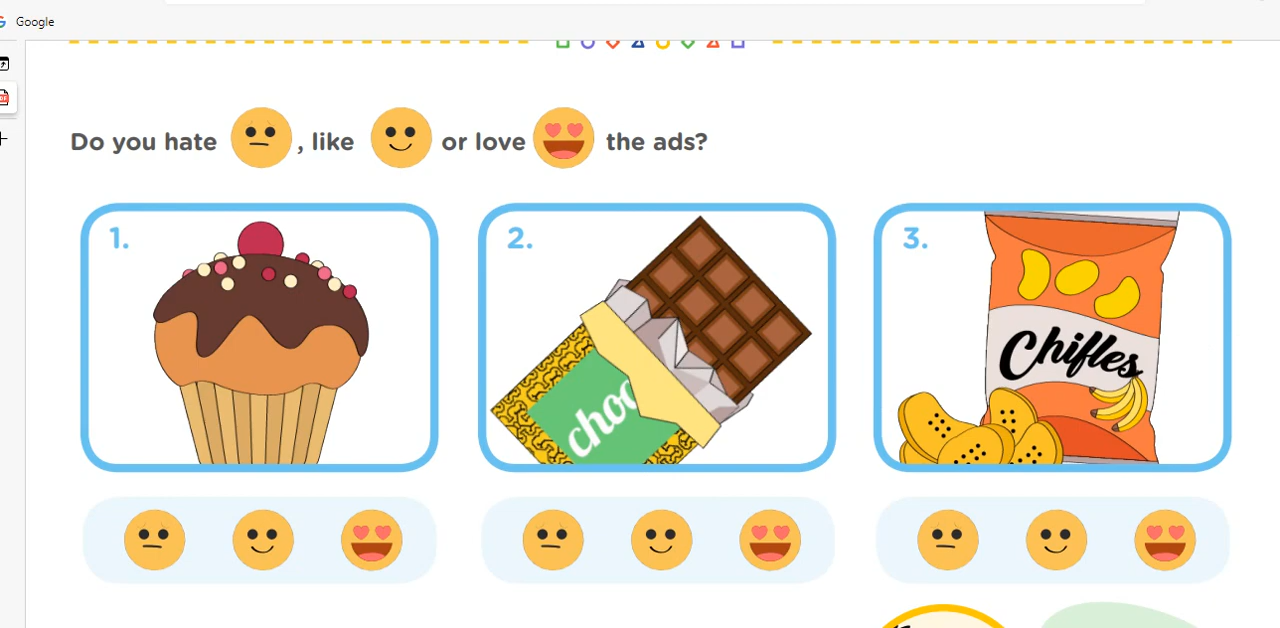 Google
Do you hate , like or love the ads?
1.
2.
3.
choc
Chifles